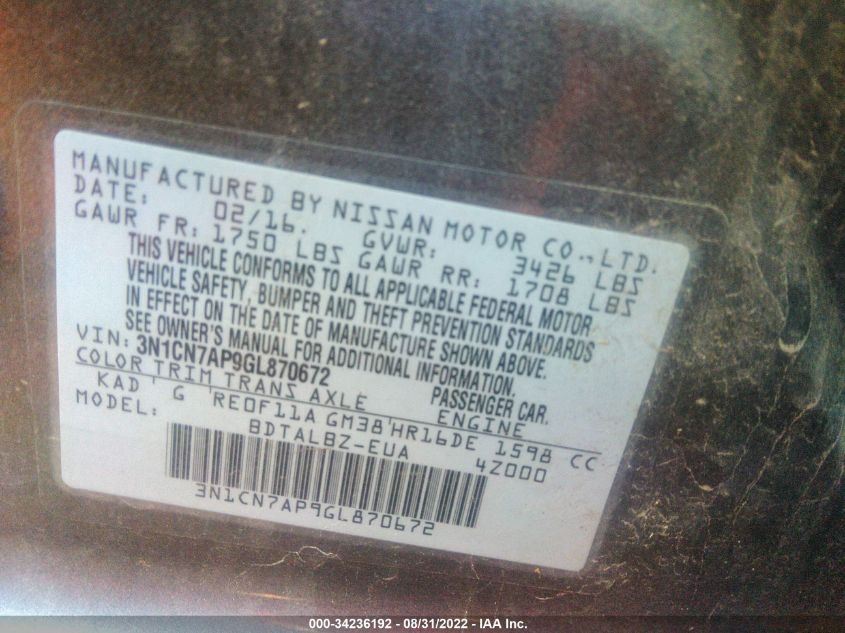 MANUFACTURED BY NISSAN MOTOR CO.,LTD.
DATE: 02/16. GVWR: 3426 LBS
GAWR FR: 1750 LBS GAWR RR: 1708 LBS
THIS VEHICLE CONFORMS TO ALL APPLICABLE FEDERAL MOTOR
VEHICLE SAFETY, BUMPER AND THEFT PREVENTION STANDARDS
IN EFFECT ON THE DATE OF MANUFACTURE SHOWN ABOVE.
SEE OWNER'S MANUAL FOR ADDITIONAL INFORMATION.
VIN: 3N1CN7AP9GL870672 PASSENGER CAR.
COLOR TRIM TRANS AXLE ENGINE
KAD ' G RE0F11A GM38'HR16DE 1598 CC
MODEL: BDTALBZ-EUA 4Z000
3N1CN7AP9GL870672
000-34236192 - 08/31/2022 - IAA Inc.